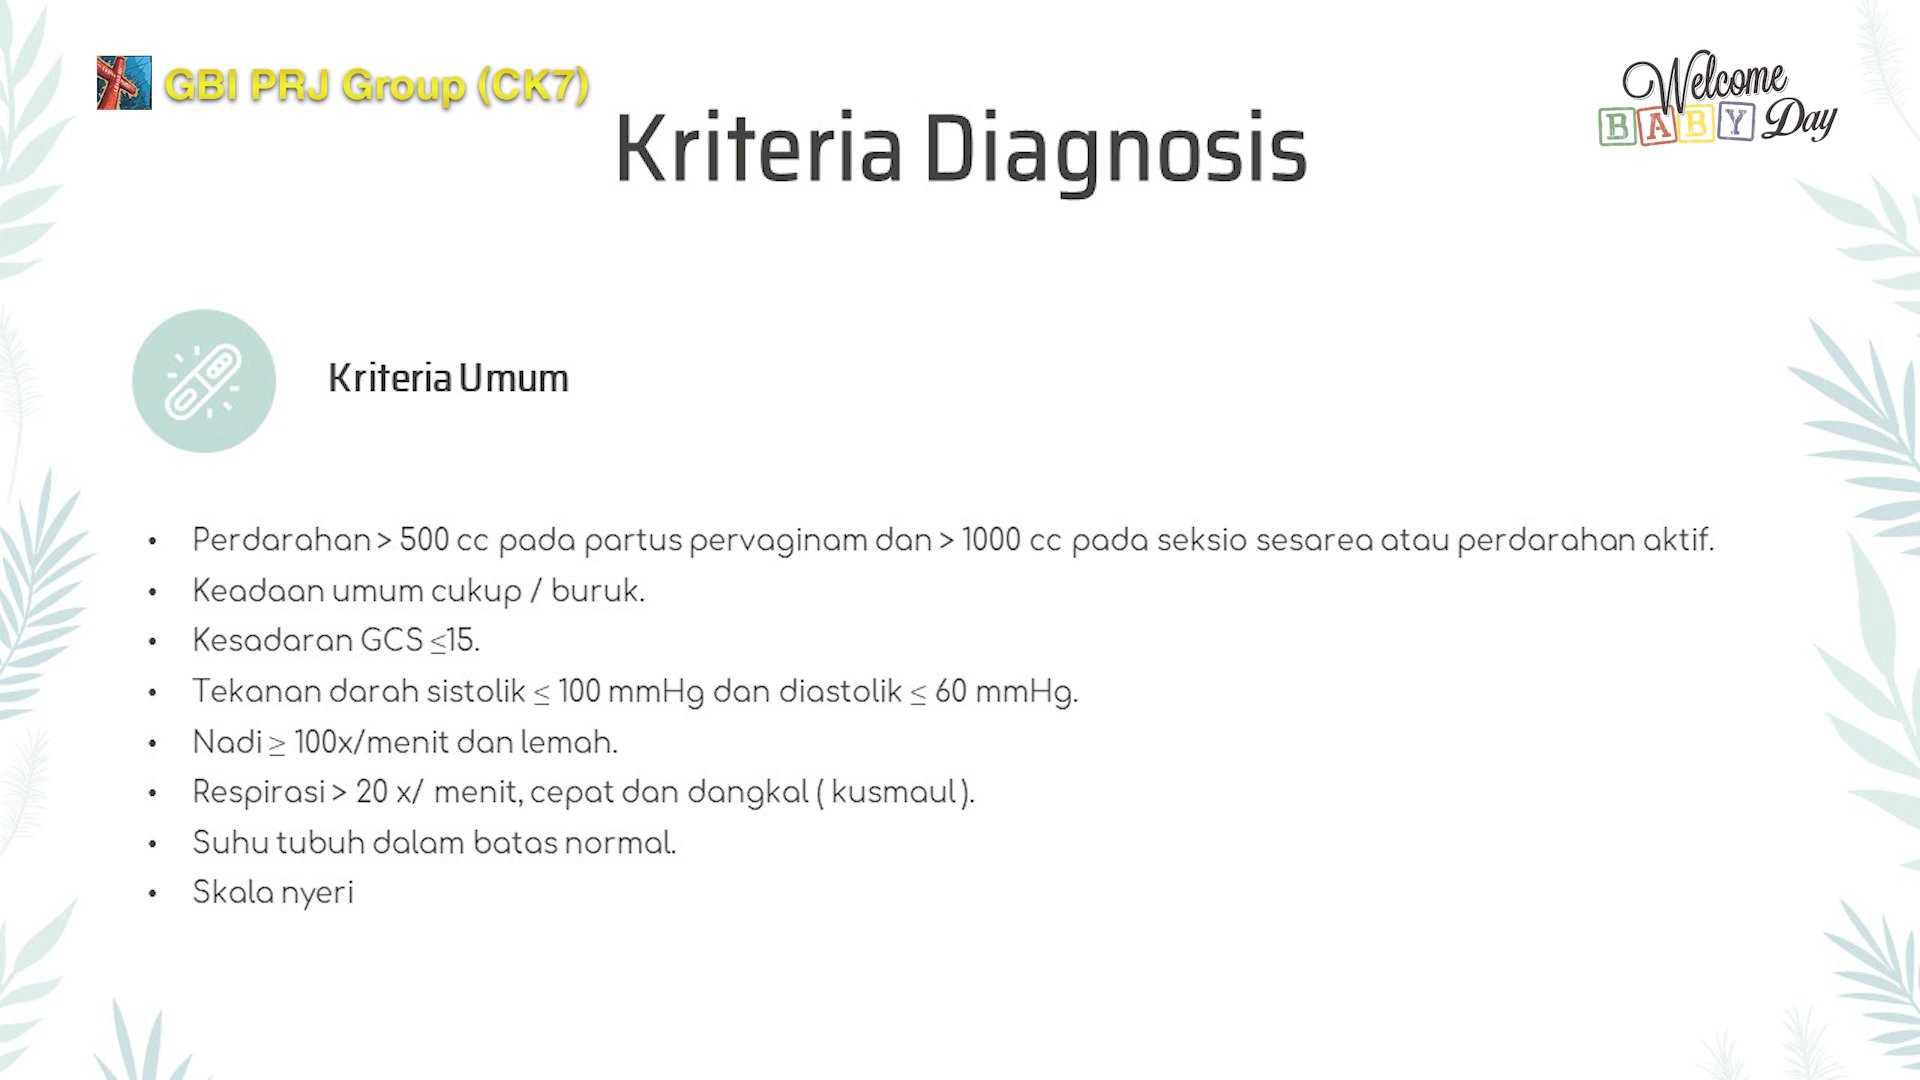 GBI PRJ Group (CK7)
Welcome
BABY Day
Kriteria Diagnosis
Kriteria Umum
• Perdarahan > 500 cc pada partus pervaginam dan > 1000 cc pada seksio sesarea atau perdarahan aktif.
• Keadaan umum cukup / buruk.
• Kesadaran GCS ≤15.
• Tekanan darah sistolik ≤ 100 mmHg dan diastolik ≤ 60 mmHg.
• Nadi ≥ 100x/menit dan lemah.
• Respirasi > 20 x/ menit, cepat dan dangkal ( kusmaul ).
• Suhu tubuh dalam batas normal.
• Skala nyeri